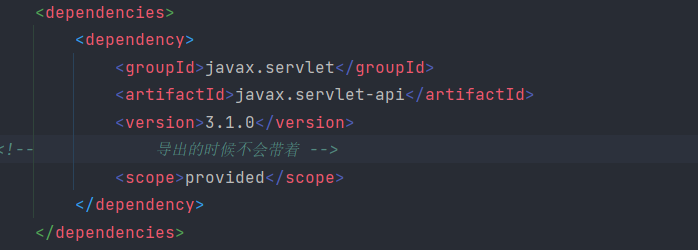 <dependencies>
<dependency>
<groupId>javax.servlet</groupId>
<artifactId>javax.servlet-api</artifactId>
<version>3.1.0</version>
<!-- 导出的时候不会带着 -->
<scope>provided</scope>
</dependency>
</dependencies>